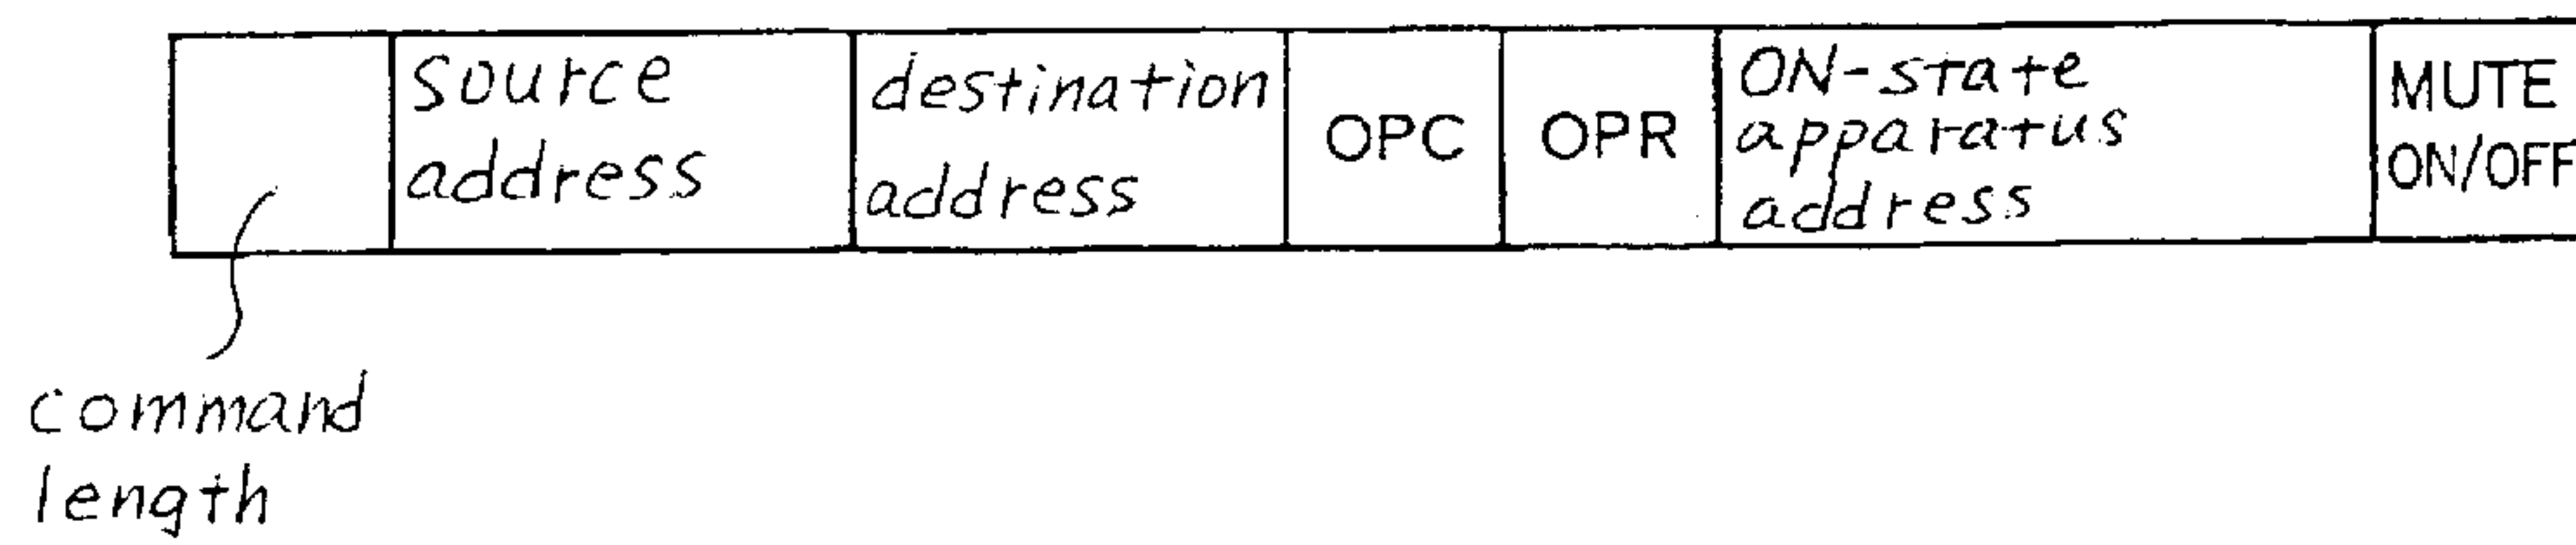 source
address
destination
address
OPC
OPR
ON-state
apparatus
address
MUTE
ON/OFF
command
length